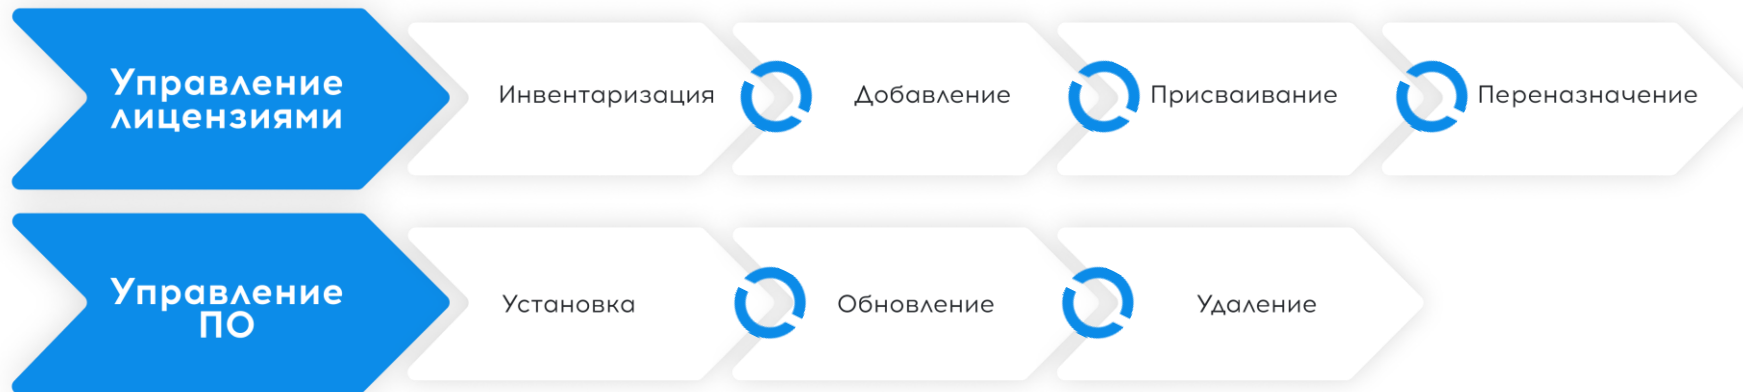 Управление
лицензиями
Инвентаризация
Добавление
Присваивание
Переназначение
Управление
ПО
Установка
Обновление
Удаление